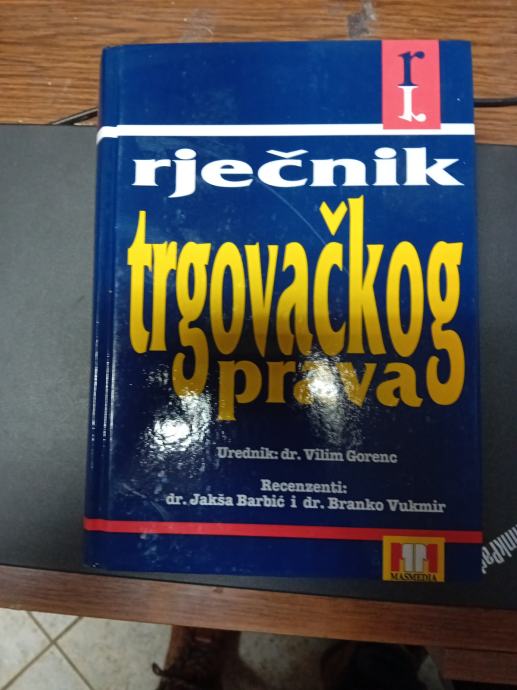 r
r.
rječnik
trgovačkog
prava
Urednik: dr. Vilim Gorenc
Recenzenti:
dr. Jakša Barbić i dr. Branko Vukmir
MASMEDIA